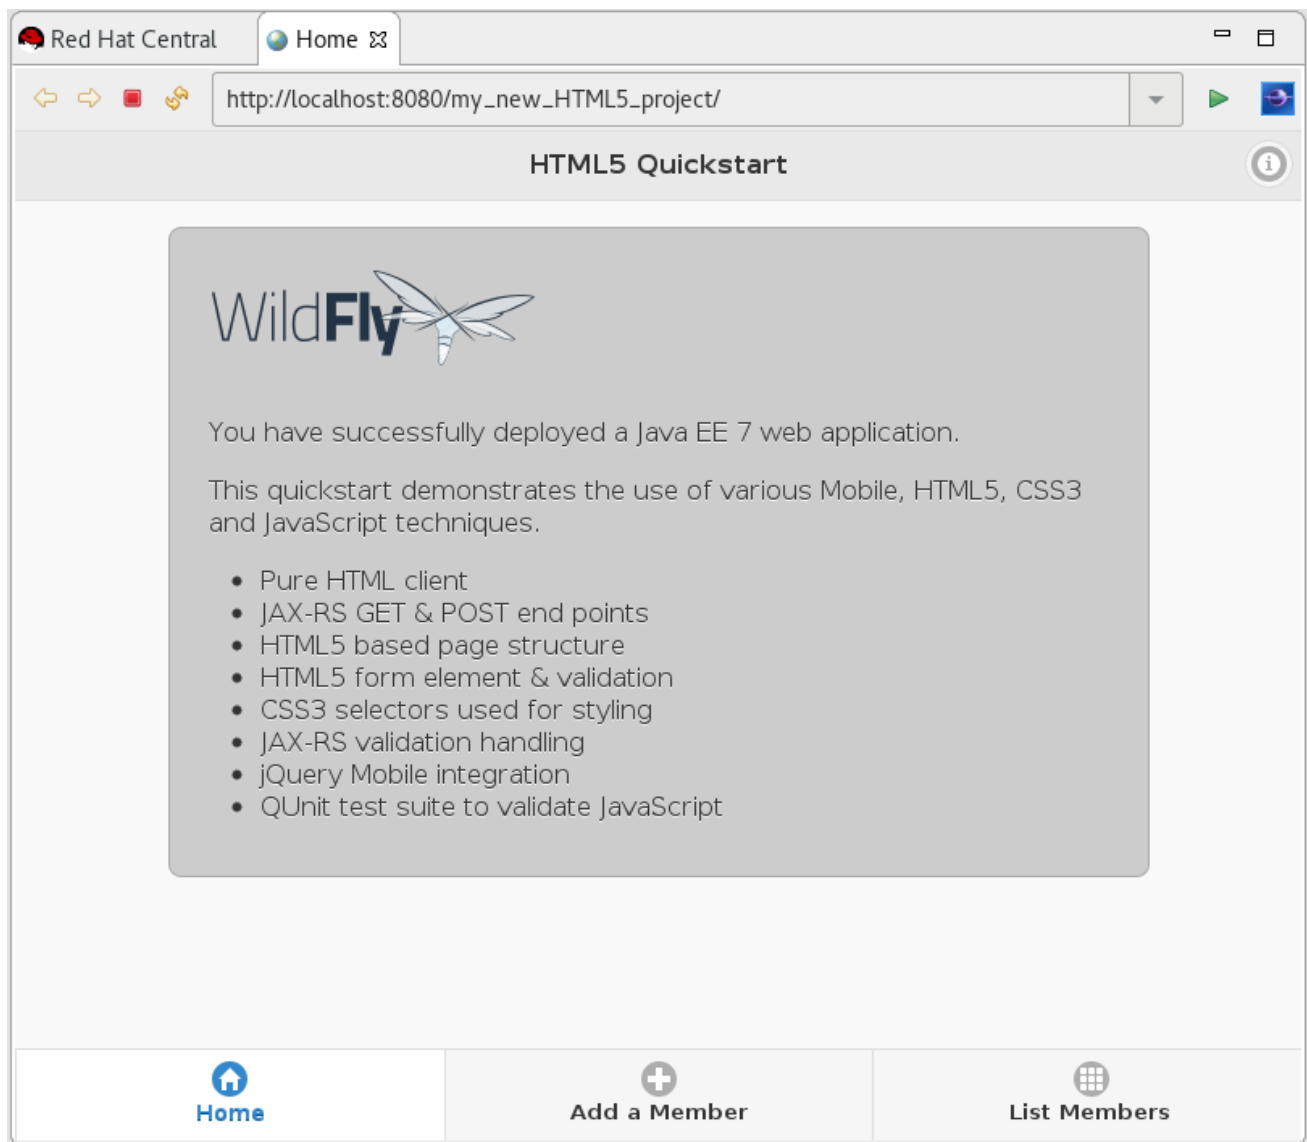 Red Hat Central
Home
http://localhost:8080/my_new_HTML5_project/
HTML5 Quickstart
WildFly
You have successfully deployed a Java EE 7 web application.
This quickstart demonstrates the use of various Mobile, HTML5, CSS3
and JavaScript techniques.
• Pure HTML client
• JAX-RS GET & POST end points
• HTML5 based page structure
• HTML5 form element & validation
• CSS3 selectors used for styling
• JAX-RS validation handling
• jQuery Mobile integration
• QUnit test suite to validate JavaScript
Home
Add a Member
List Members